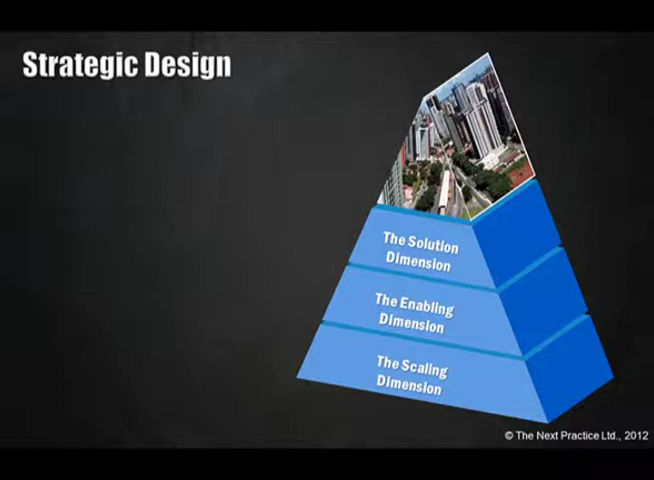 Strategic Design
The Solution
Dimension
The Enabling
Dimension
The Scaling
Dimension
© The Next Practice Ltd., 2012